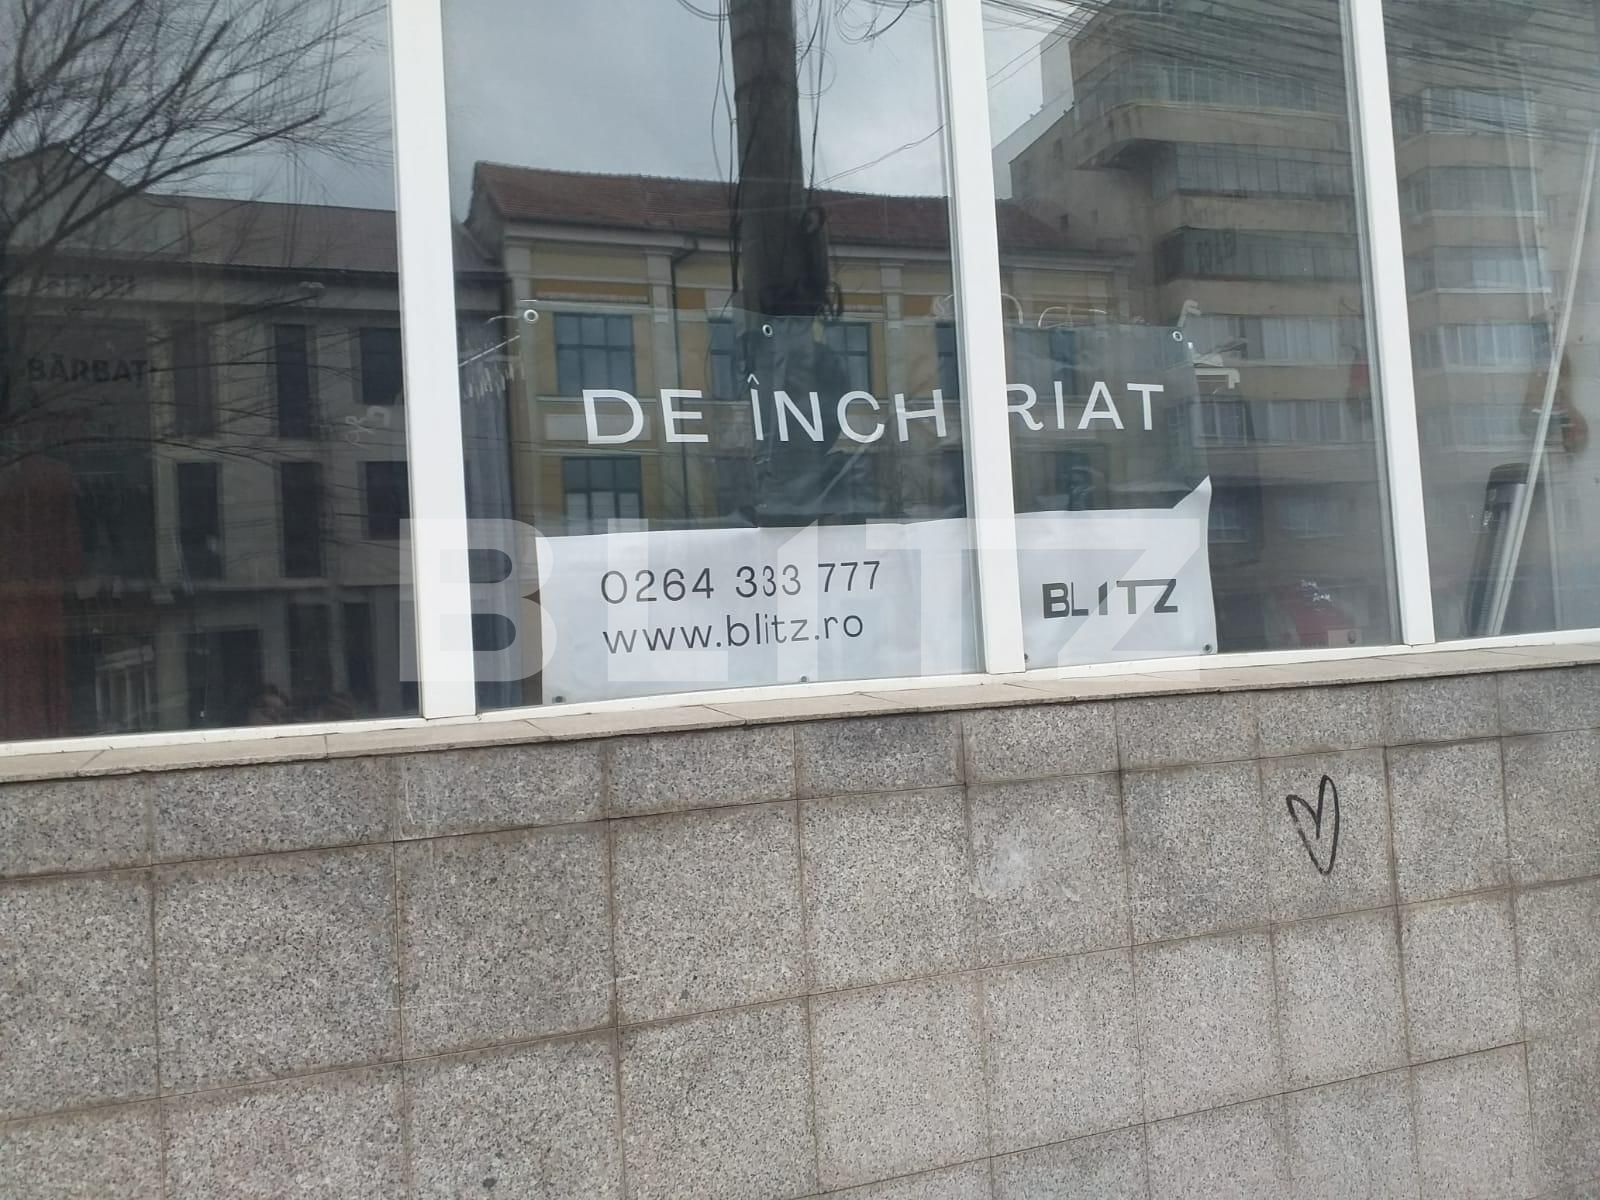 BĂRBAȚ
DE ÎNCH RIAT
0264 333 777
www.blitz.ro
BLITZ
BLITZ